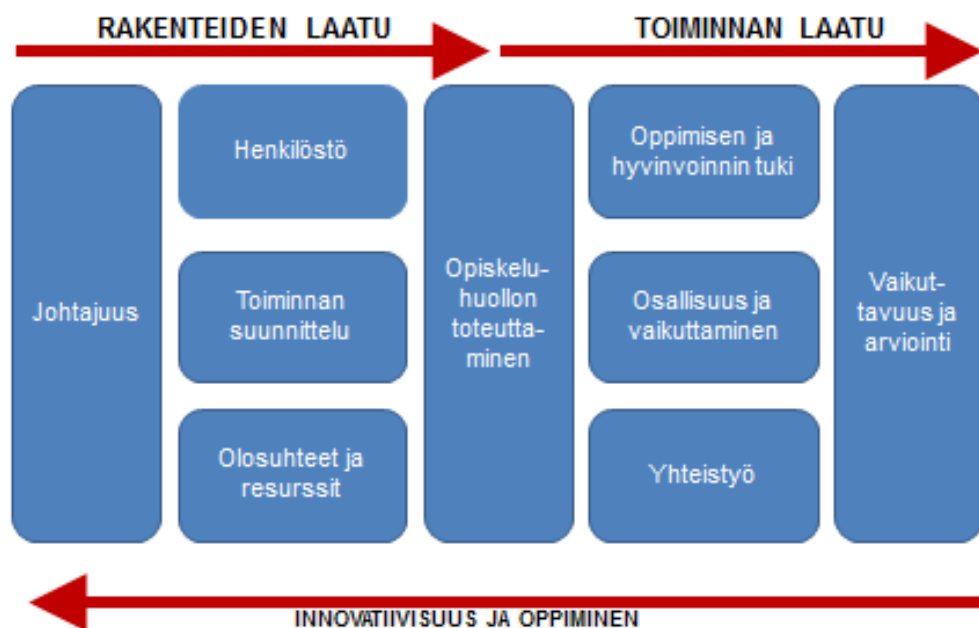 RAKENTEIDEN LAATU
TOIMINNAN LAATU
Johtajuus
Henkilöstö
Toiminnan
suunnittelu
Olosuhteet ja
resurssit
Opiskelu-
huollon
toteutta-
minen
Oppimisen ja
hyvinvoinnin tuki
Osallisuus ja
vaikuttaminen
Yhteistyö
Vaikut-
tavuus ja
arviointi
INNOVATIIVISUUS JA OPPIMINEN